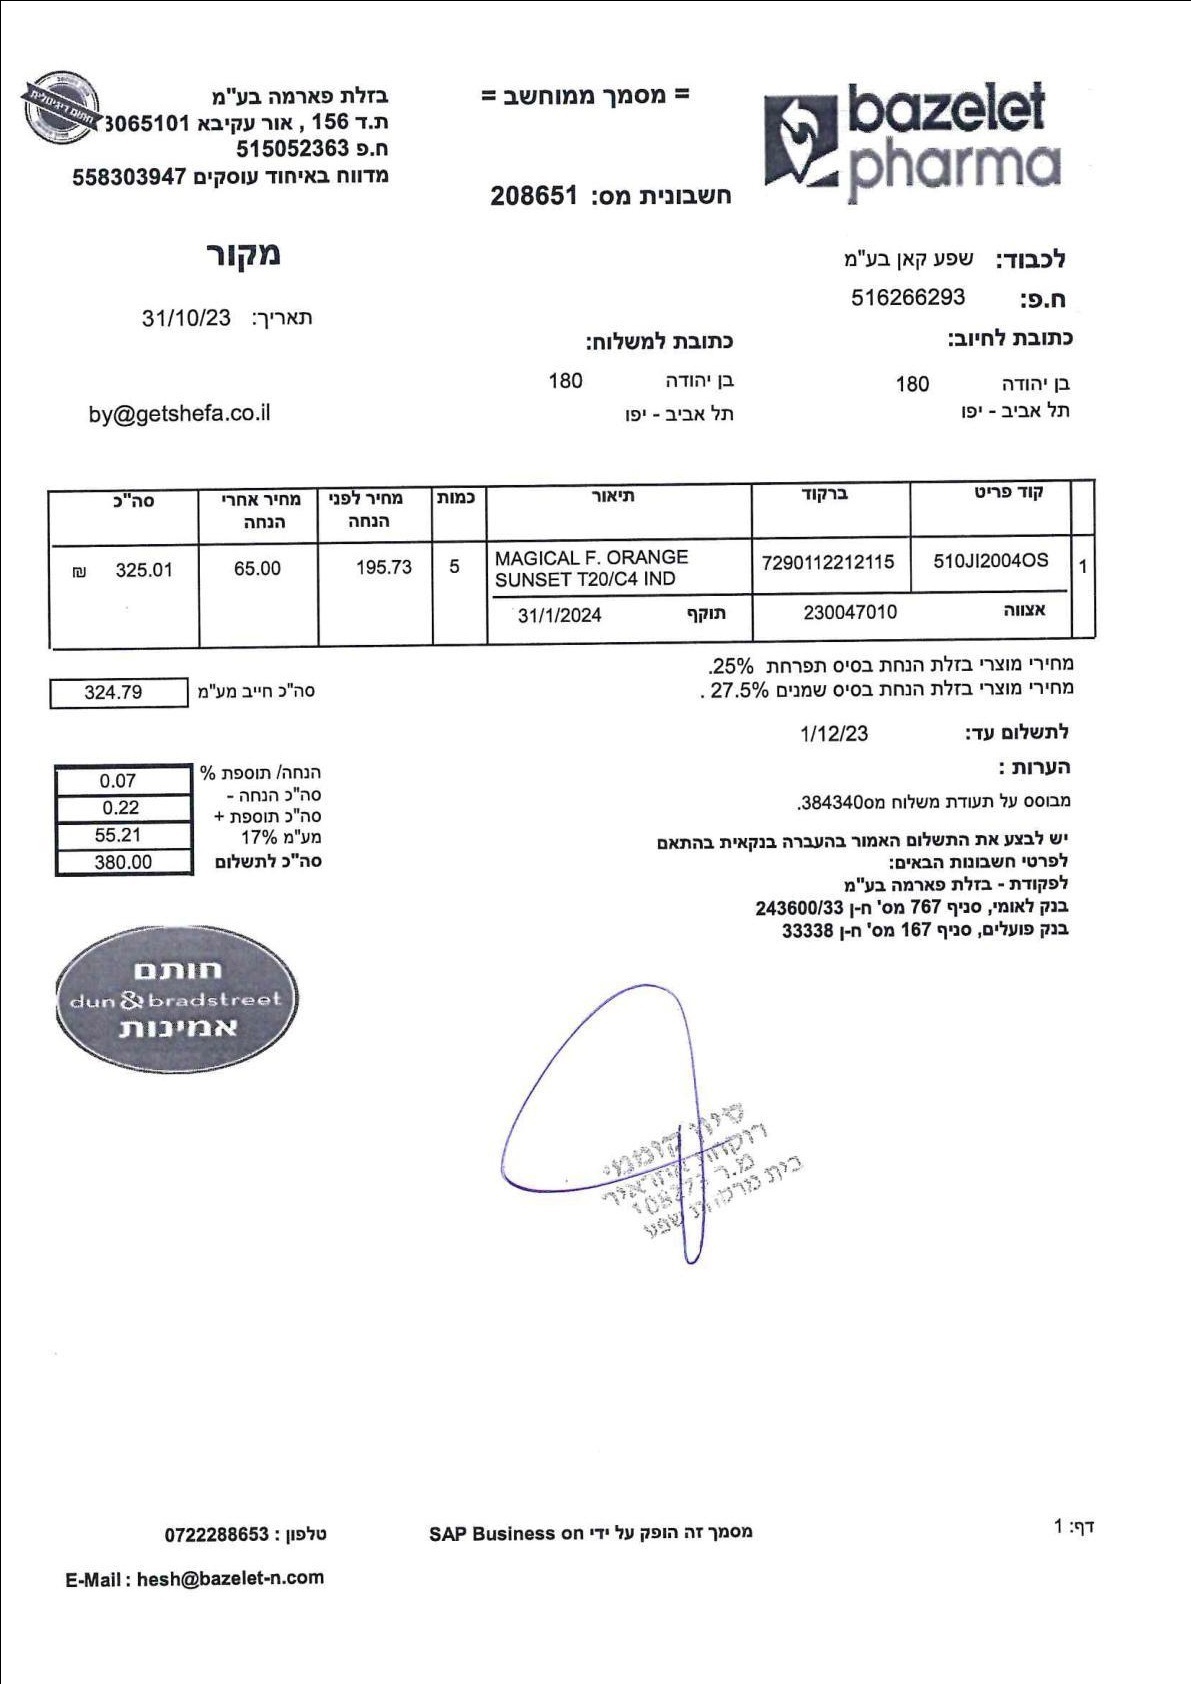 בזלת פארמה בע"מ
ת.ד 156 , אור עקיבא 3065101
ח.פ 515052363
מדווח באיחוד עוסקים 558303947
= מסמך ממוחשב =
bazelet
pharma
חשבונית מס: 208651
מקור
לכבוד: שפע קאן בע"מ
ח.פ: 516266293
תאריך: 31/10/23
כתובת לחיוב:
בן יהודה 180
תל אביב - יפו
כתובת למשלוח:
בן יהודה 180
תל אביב - יפו
by@getshefa.co.il
קוד פריט ברקוד תיאור כמות מחיר לפני הנחה מחיר אחרי הנחה סה"כ
1 510JI2004OS 7290112212115 MAGICAL F. ORANGE SUNSET T20/C4 IND 5 195.73 65.00 325.01 ₪
אצווה 230047010 תוקף 31/1/2024
מחירי מוצרי בזלת הנחת בסיס תפרחת 25%.
מחירי מוצרי בזלת הנחת בסיס שמנים 27.5% .
סה"כ חייב מע"מ 324.79
לתשלום עד: 1/12/23
הערות :
מבוסס על תעודת משלוח מס384340.
הנחה/ תוספת %
סה"כ הנחה - 0.07
סה"כ תוספת + 0.22
מע"מ 17% 55.21
סה"כ לתשלום 380.00
יש לבצע את התשלום האמור בהעברה בנקאית בהתאם
לפרטי חשבונות הבאים:
לפקודת - בזלת פארמה בע"מ
בנק לאומי, סניף 767 מס' ח-ן 243600/33
בנק פועלים, סניף 167 מס' ח-ן 33338
חותם
dun & bradstreet
אמינות
קוממי
מ.ר
בית מרקחת שפע
דף: 1
מסמך זה הופק על ידי SAP Business on
טלפון : 0722288653
E-Mail : hesh@bazelet-n.com